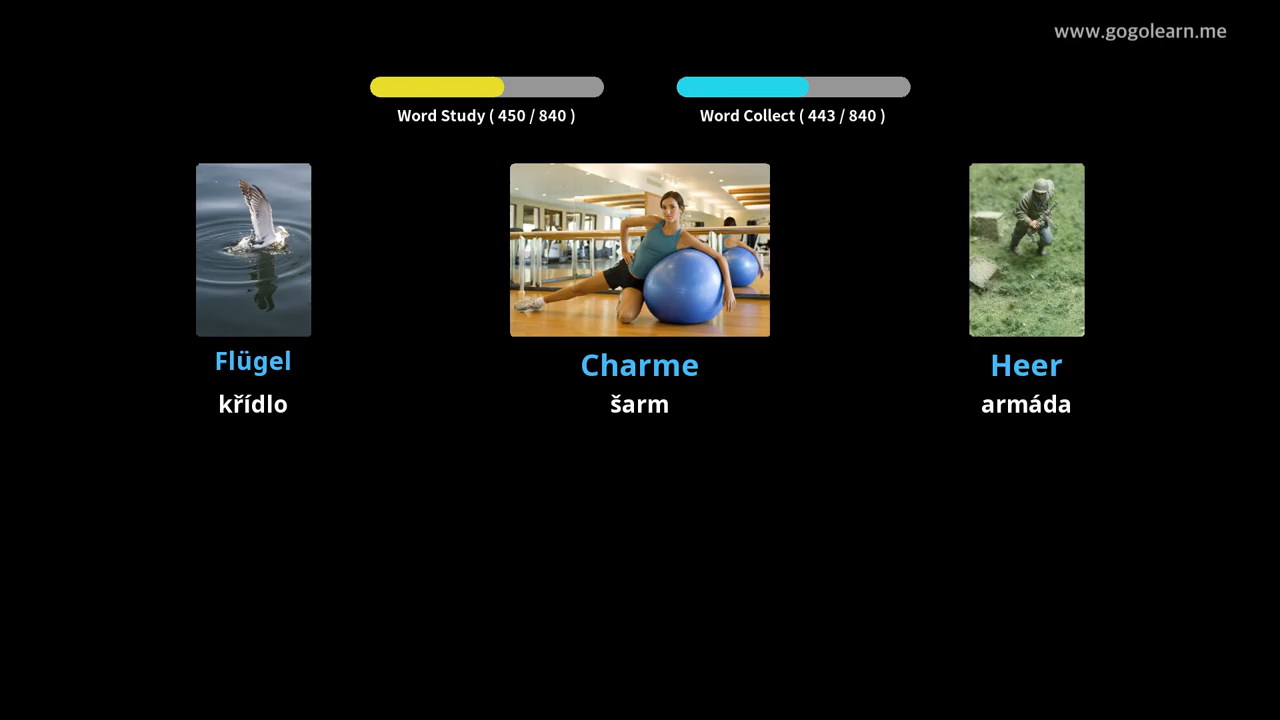 www.gogolearn.me
Word Study ( 450 / 840 )
Word Collect ( 443 / 840 )
Flügel
Charme
Heer
křídlo
šarm
armáda